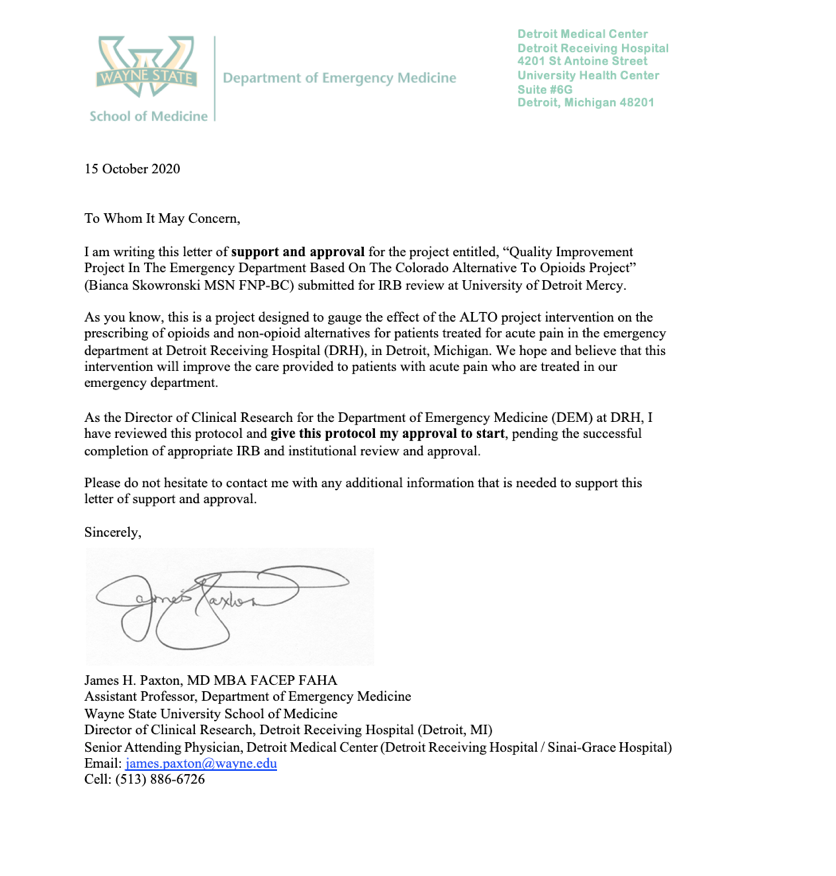 WAYNE STATE
School of Medicine
Department of Emergency Medicine
Detroit Medical Center
Detroit Receiving Hospital
4201 St Antoine Street
University Health Center
Suite #6G
Detroit, Michigan 48201
15 October 2020
To Whom It May Concern,
I am writing this letter of support and approval for the project entitled, “Quality Improvement
Project In The Emergency Department Based On The Colorado Alternative To Opioids Project”
(Bianca Skowronski MSN FNP-BC) submitted for IRB review at University of Detroit Mercy.
As you know, this is a project designed to gauge the effect of the ALTO project intervention on the
prescribing of opioids and non-opioid alternatives for patients treated for acute pain in the emergency
department at Detroit Receiving Hospital (DRH), in Detroit, Michigan. We hope and believe that this
intervention will improve the care provided to patients with acute pain who are treated in our
emergency department.
As the Director of Clinical Research for the Department of Emergency Medicine (DEM) at DRH, I
have reviewed this protocol and give this protocol my approval to start, pending the successful
completion of appropriate IRB and institutional review and approval.
Please do not hesitate to contact me with any additional information that is needed to support this
letter of support and approval.
Sincerely,
James Paxton
James H. Paxton, MD MBA FACEP FAHA
Assistant Professor, Department of Emergency Medicine
Wayne State University School of Medicine
Director of Clinical Research, Detroit Receiving Hospital (Detroit, MI)
Senior Attending Physician, Detroit Medical Center (Detroit Receiving Hospital / Sinai-Grace Hospital)
Email: james.paxton@wayne.edu
Cell: (513) 886-6726